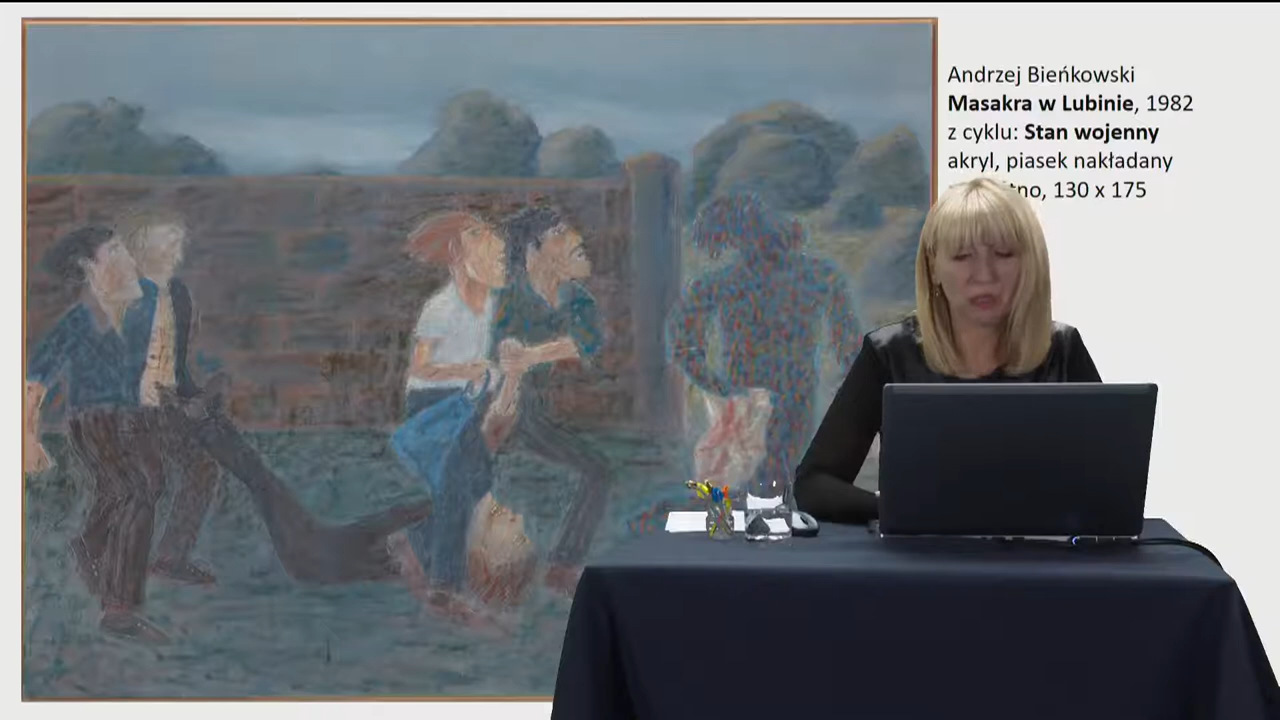 Andrzej Bieńkowski
Masakra w Lubinie, 1982
z cyklu: Stan wojenny
akryl, piasek nakładany
130 x 175